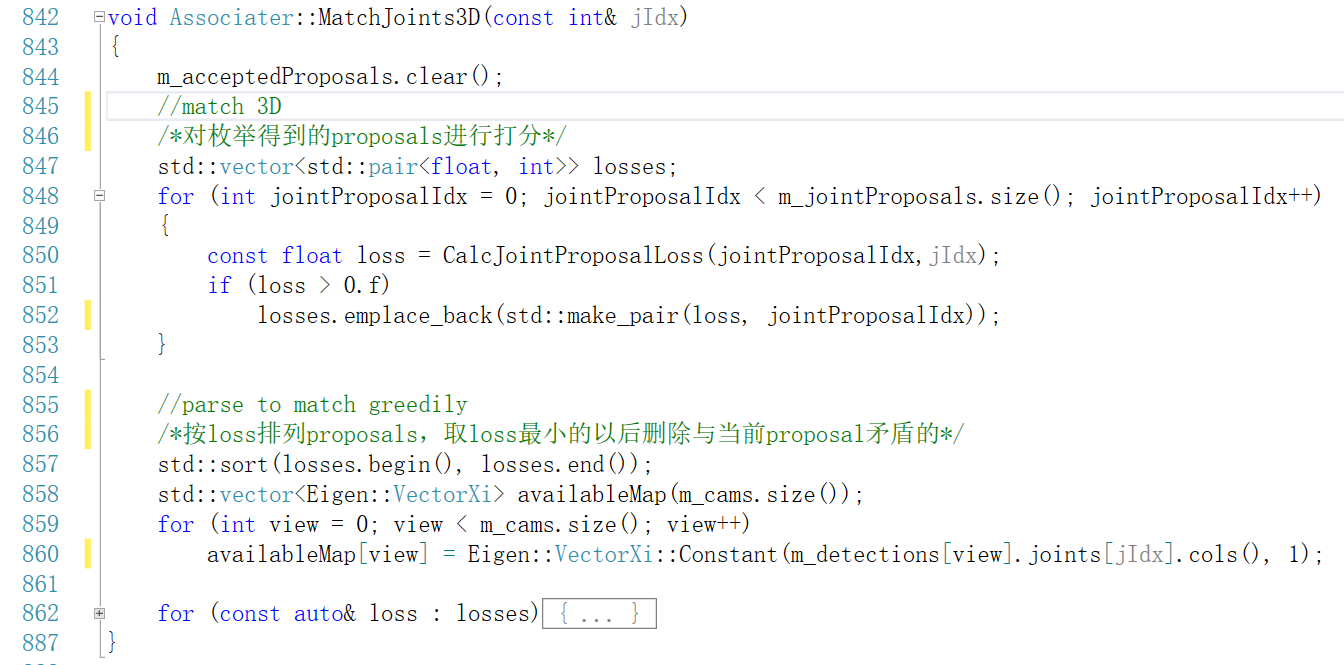 842 void Associater::MatchJoints3D(const int& jIdx)
843 {
844 m_acceptedProposals.clear();
845 //match 3D
846 /*对枚举得到的proposals进行打分*/
847 std::vector<std::pair<float, int>> losses;
848 for (int jointProposalIdx = 0; jointProposalIdx < m_jointProposals.size(); jointProposalIdx++)
849 {
850 const float loss = CalcJointProposalLoss(jointProposalIdx,jIdx);
851 if (loss > 0.f)
852 losses.emplace_back(std::make_pair(loss, jointProposalIdx));
853 }
854
855 //parse to match greedily
856 /*按loss排列proposals，取loss最小的以后删除与当前proposal矛盾的*/
857 std::sort(losses.begin(), losses.end());
858 std::vector<Eigen::VectorXi> availableMap(m_cams.size());
859 for (int view = 0; view < m_cams.size(); view++)
860 availableMap[view] = Eigen::VectorXi::Constant(m_detections[view].joints[jIdx].cols(), 1);
861
862 for (const auto& loss : losses){ ... }
887 }